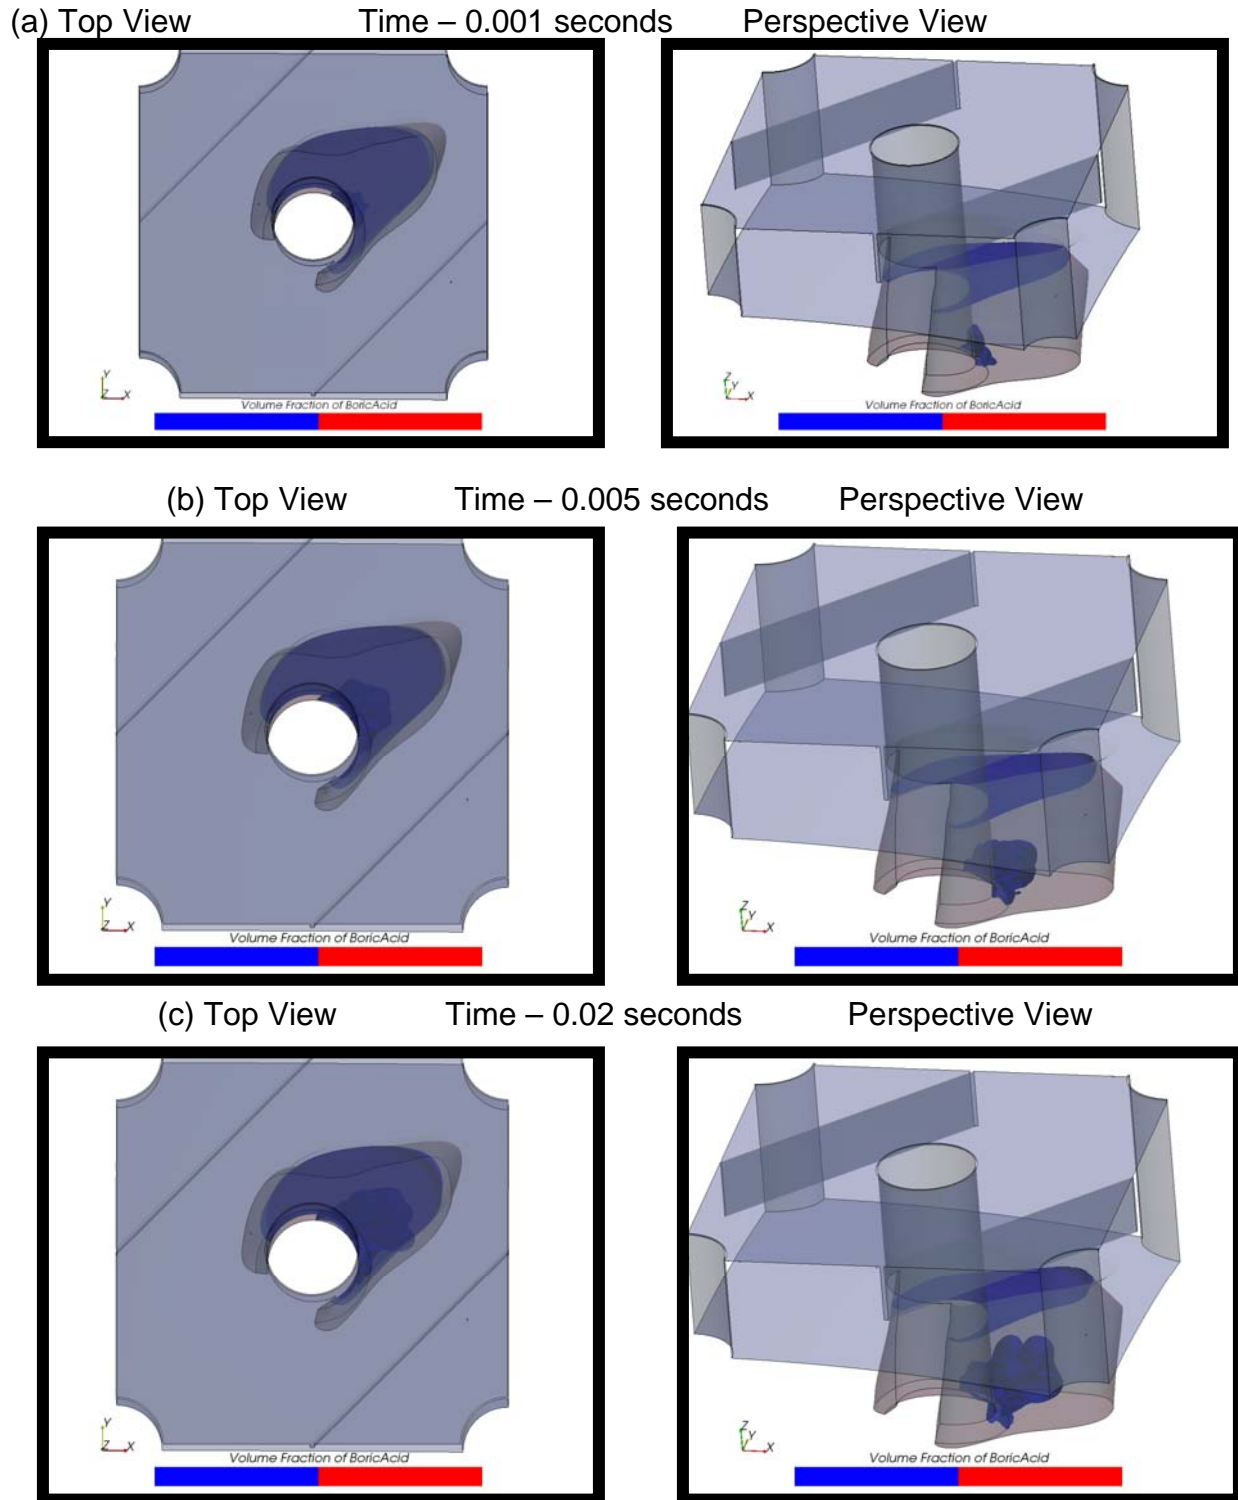 (a) Top View Time – 0.001 seconds Perspective View
Y
Z X
Volume Fraction of BoricAcid
Z
Y
X
Volume Fraction of BoricAcid
(b) Top View Time – 0.005 seconds Perspective View
Y
Z X
Volume Fraction of BoricAcid
Z
Y
X
Volume Fraction of BoricAcid
(c) Top View Time – 0.02 seconds Perspective View
Y
Z X
Volume Fraction of BoricAcid
Z
Y
X
Volume Fraction of BoricAcid